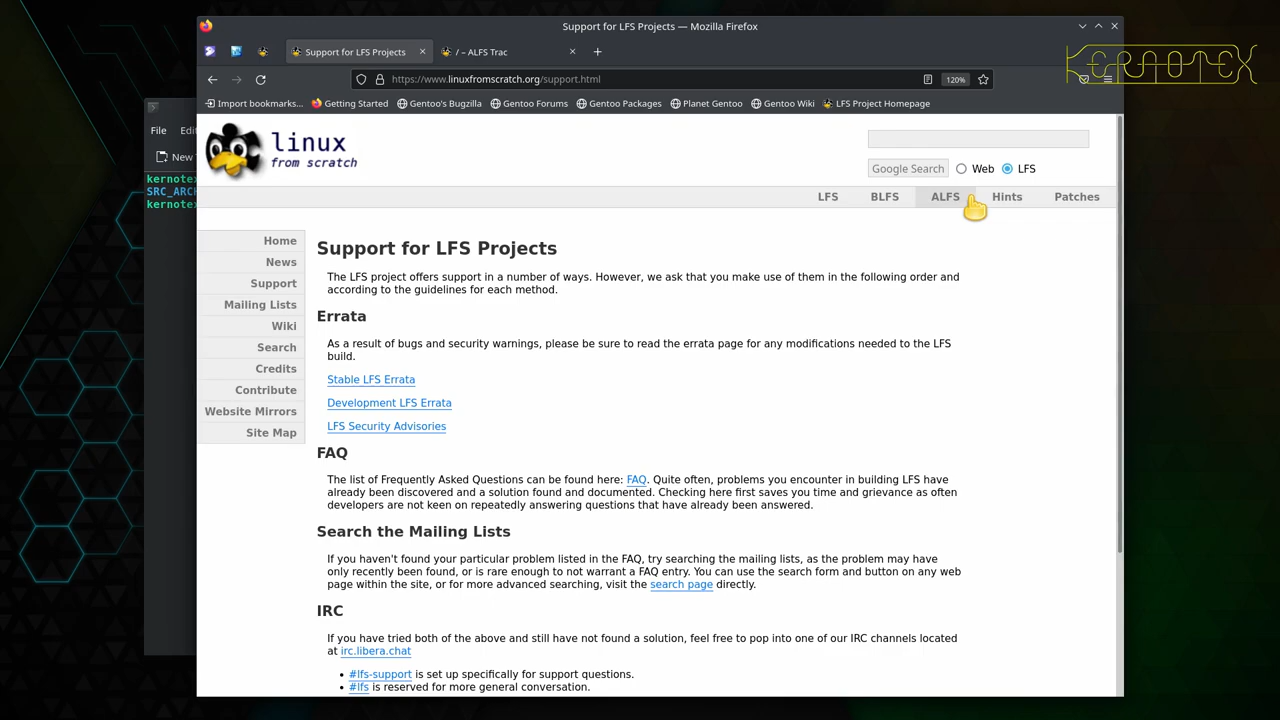 Support for LFS Projects — Mozilla Firefox
Support for LFS Projects
/ – ALFS Trac
https://www.linuxfromscratch.org/support.html
120%
KERNOTEX
Import bookmarks...
Getting Started
Gentoo's Bugzilla
Gentoo Forums
Gentoo Packages
Planet Gentoo
Gentoo Wiki
LFS Project Homepage
File Edi
New
kernotex
SRC_ARCH
kernotex
linux
from scratch
Google Search Web LFS
LFS BLFS ALFS Hints Patches
Home
News
Support
Mailing Lists
Wiki
Search
Credits
Contribute
Website Mirrors
Site Map
Support for LFS Projects
The LFS project offers support in a number of ways. However, we ask that you make use of them in the following order and
according to the guidelines for each method.
Errata
As a result of bugs and security warnings, please be sure to read the errata page for any modifications needed to the LFS
build.
Stable LFS Errata
Development LFS Errata
LFS Security Advisories
FAQ
The list of Frequently Asked Questions can be found here: FAQ. Quite often, problems you encounter in building LFS have
already been discovered and a solution found and documented. Checking here first saves you time and grievance as often
developers are not keen on repeatedly answering questions that have already been answered.
Search the Mailing Lists
If you haven't found your particular problem listed in the FAQ, try searching the mailing lists, as the problem may have
only recently been found, or is rare enough to not warrant a FAQ entry. You can use the search form and button on any web
page within the site, or for more advanced searching, visit the search page directly.
IRC
If you have tried both of the above and still have not found a solution, feel free to pop into one of our IRC channels located
at irc.libera.chat
• #lfs-support is set up specifically for support questions.
• #lfs is reserved for more general conversation.